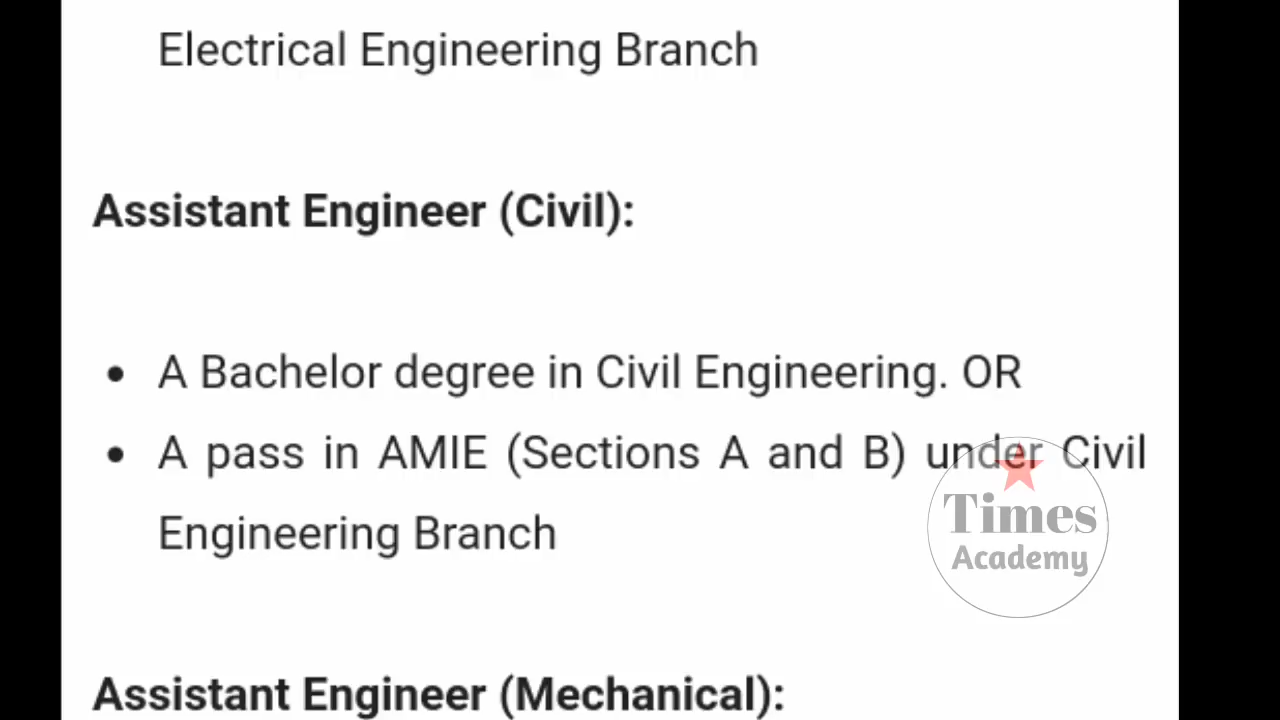 Electrical Engineering Branch
Assistant Engineer (Civil):
• A Bachelor degree in Civil Engineering. OR
• A pass in AMIE (Sections A and B) under Civil
Engineering Branch
Times
Academy
Assistant Engineer (Mechanical):